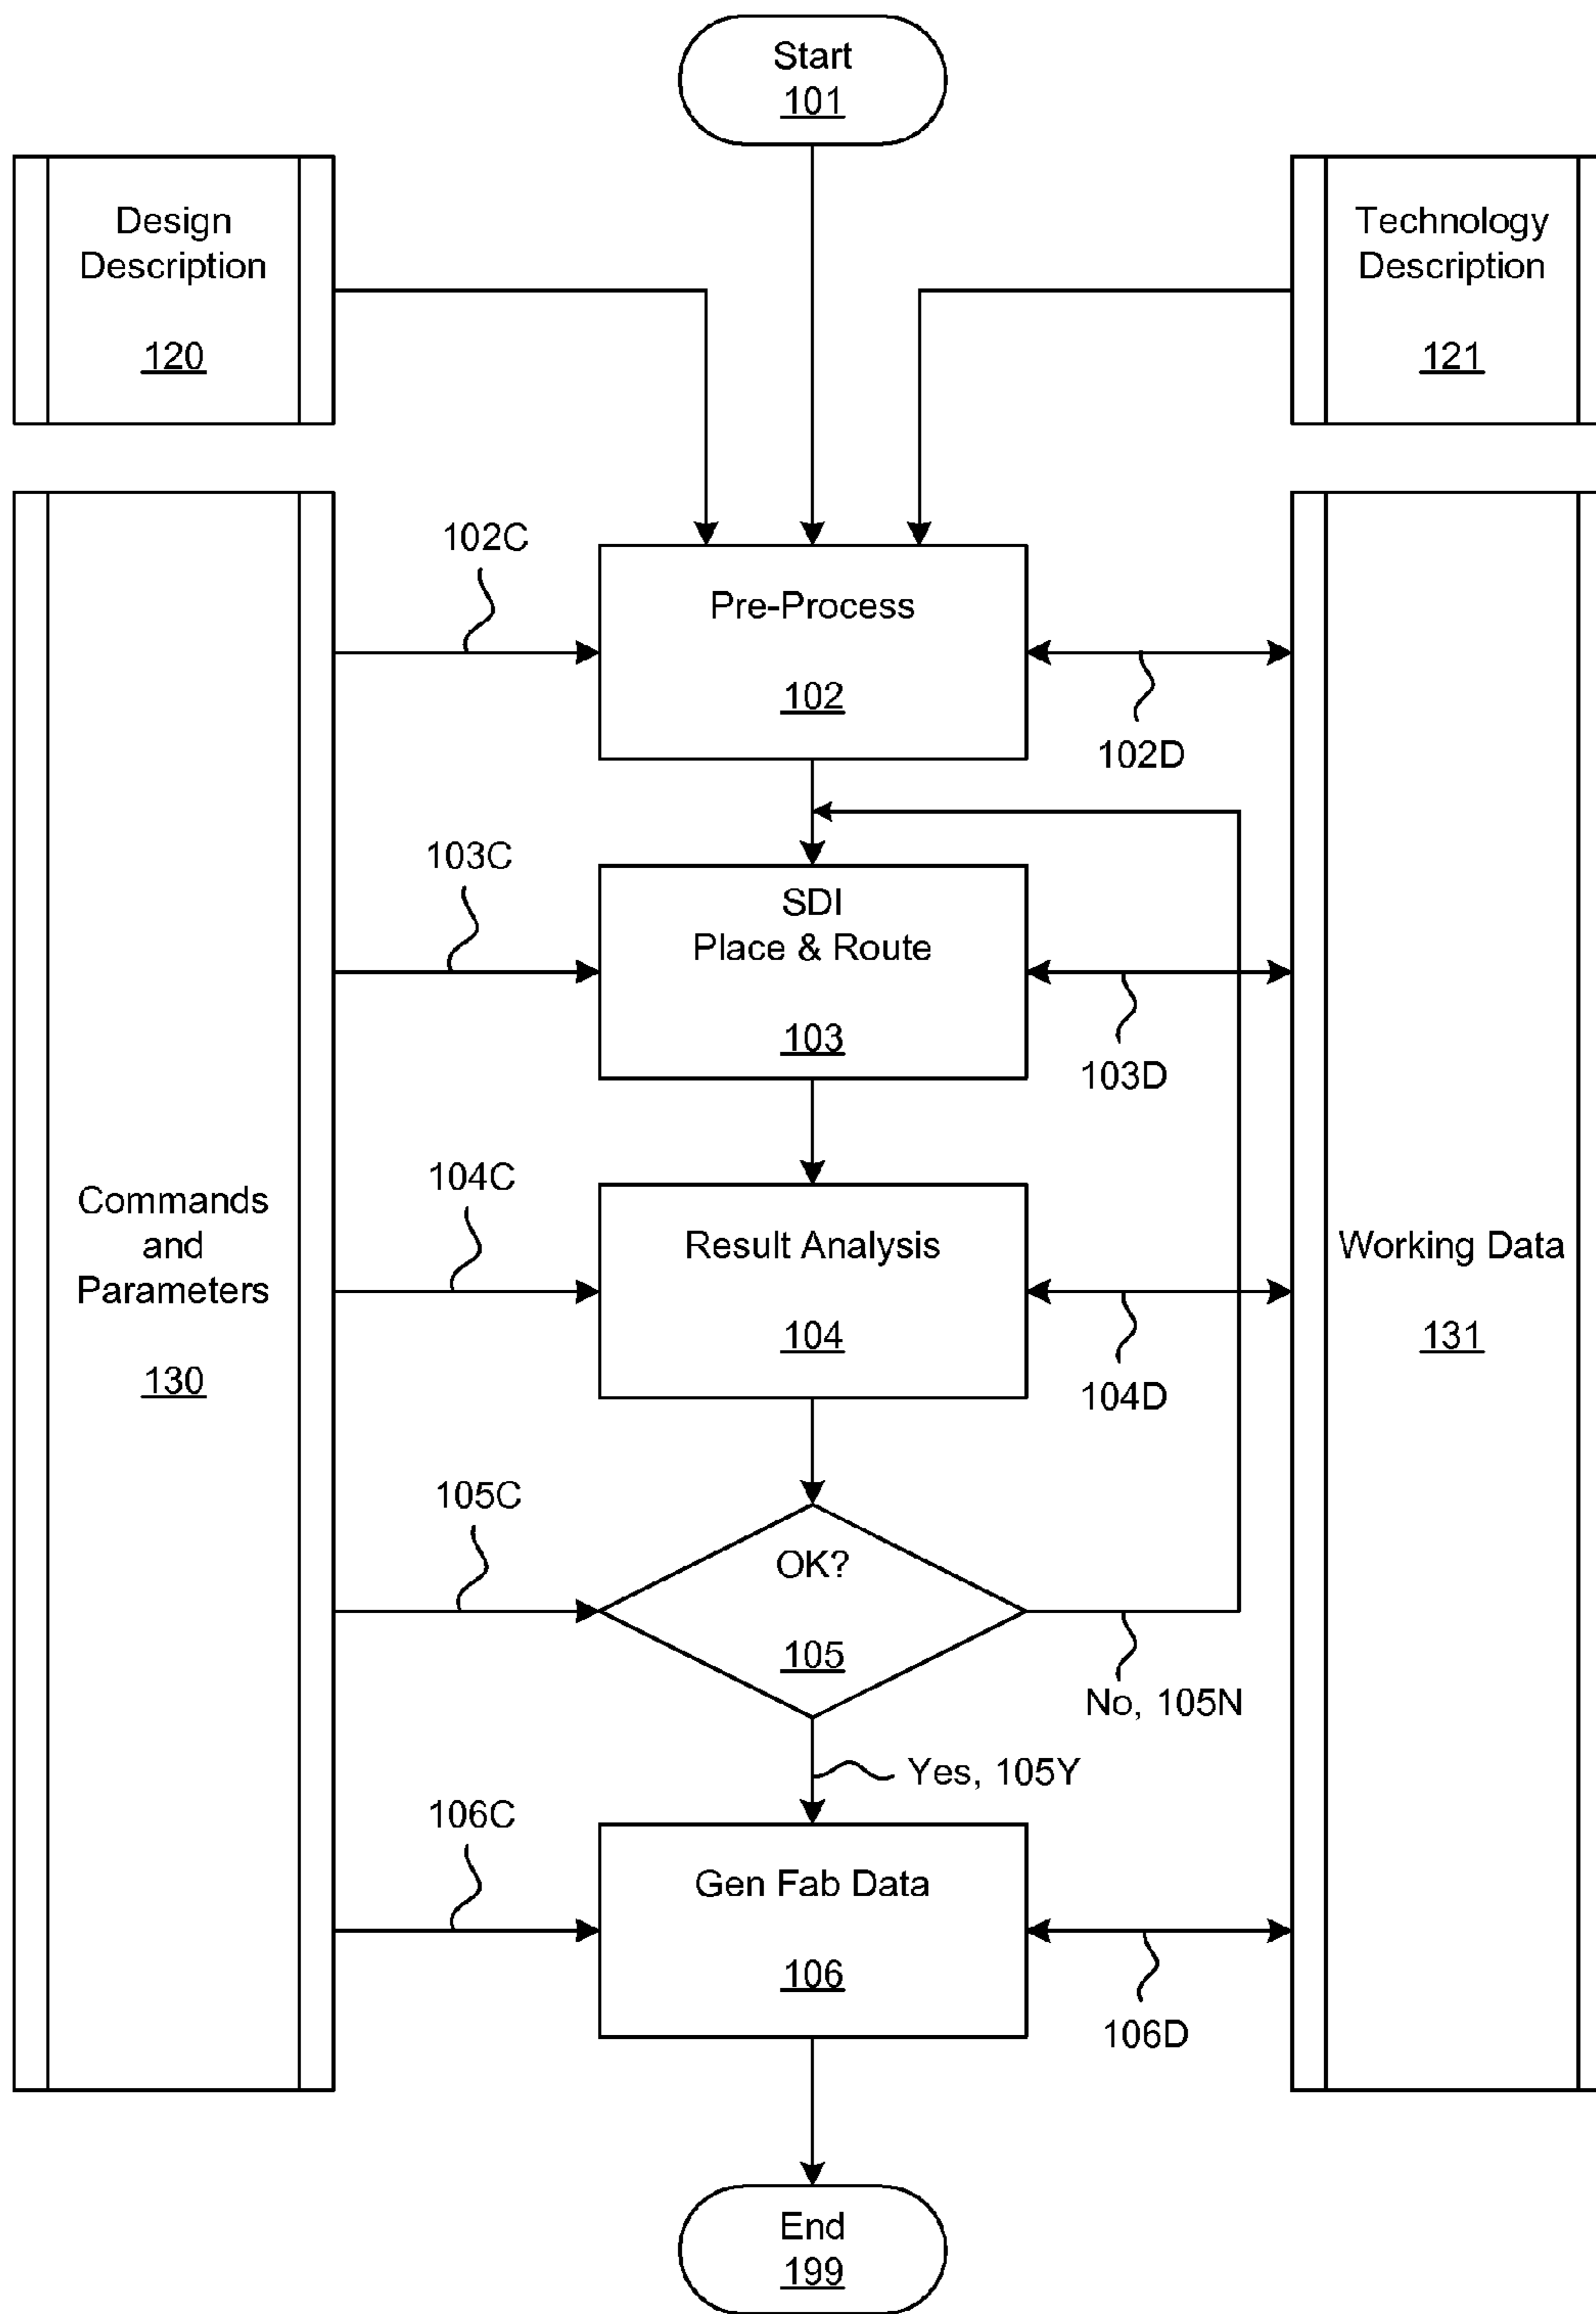 Start
101
Design
Description
120
Technology
Description
121
102C
Pre-Process
102
102D
103C
SDI
Place & Route
103
103D
Commands
and
Parameters
130
104C
Result Analysis
104
104D
Working Data
131
105C
OK?
105
No, 105N
Yes, 105Y
106C
Gen Fab Data
106
106D
End
199